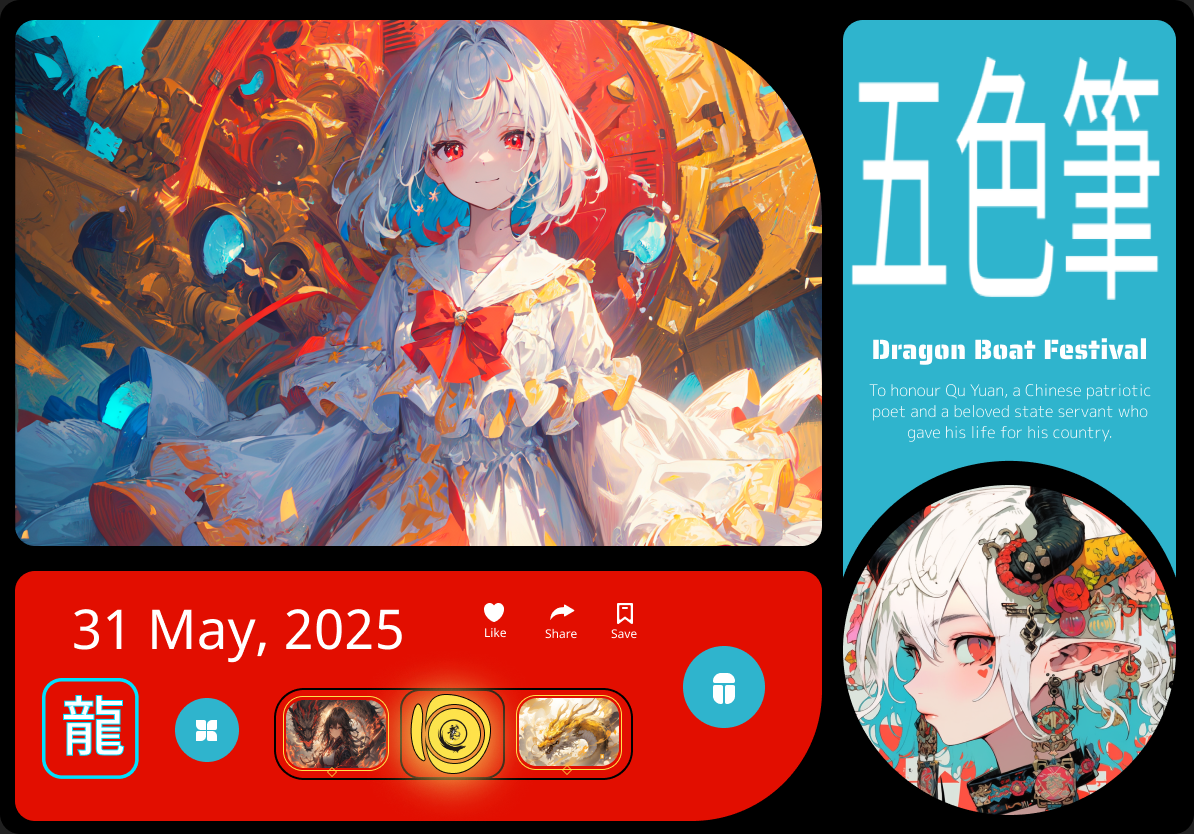 五色筆
Dragon Boat Festival
To honour Qu Yuan, a Chinese patriotic
poet and a beloved state servant who
gave his life for his country.
31 May, 2025
Like
Share
Save
龍
龍